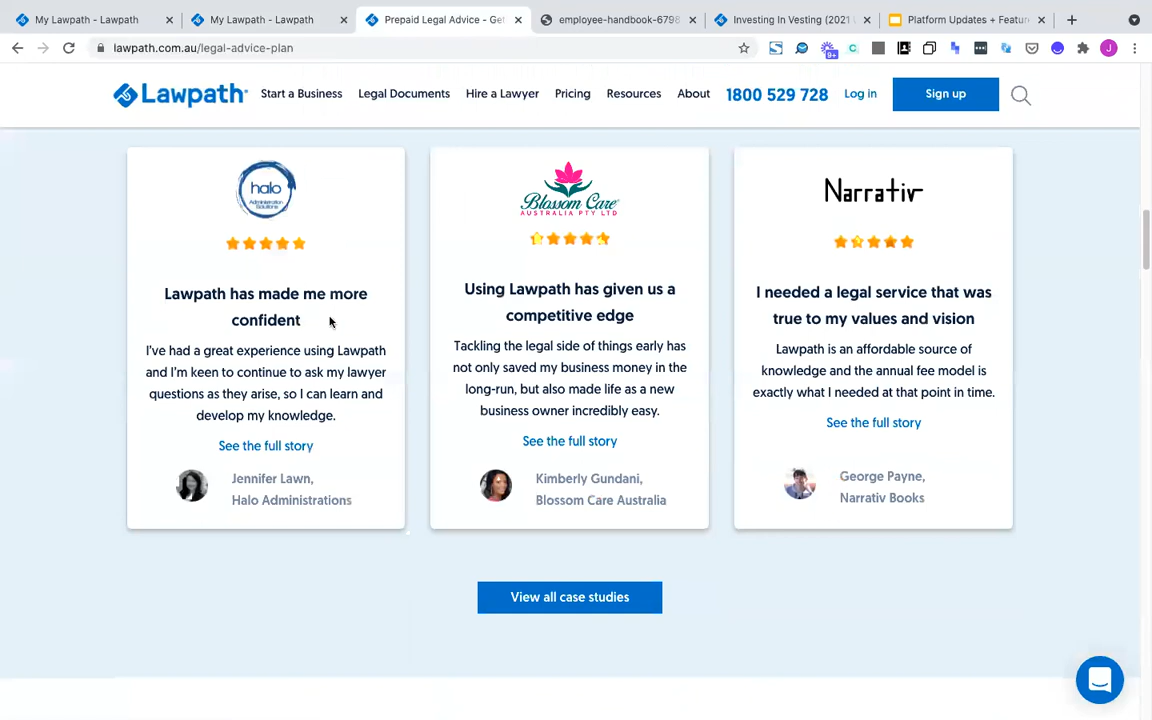 My Lawpath - Lawpath
My Lawpath - Lawpath
Prepaid Legal Advice - Get
employee-handbook-6798
Investing In Vesting (2021
Platform Updates + Featur
lawpath.com.au/legal-advice-plan
9+
J
Lawpath
Start a Business
Legal Documents
Hire a Lawyer
Pricing
Resources
About
1800 529 728
Log in
Sign up
halo
Administration
Solutions
Lawpath has made me more
confident
I've had a great experience using Lawpath
and I'm keen to continue to ask my lawyer
questions as they arise, so I can learn and
develop my knowledge.
See the full story
Jennifer Lawn,
Halo Administrations
Blossom Care
AUSTRALIA PTY LTD
Using Lawpath has given us a
competitive edge
Tackling the legal side of things early has
not only saved my business money in the
long-run, but also made life as a new
business owner incredibly easy.
See the full story
Kimberly Gundani,
Blossom Care Australia
Narrativ
I needed a legal service that was
true to my values and vision
Lawpath is an affordable source of
knowledge and the annual fee model is
exactly what I needed at that point in time.
See the full story
George Payne,
Narrativ Books
View all case studies